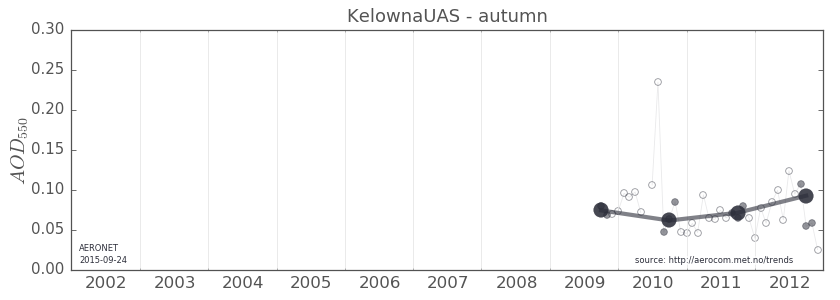 KelownaUAS - autumn
0.30
0.25
0.20
0.15
0.10
0.05
0.00
AOD550
AERONET
2015-09-24
source: http://aerocom.met.no/trends
2002 2003 2004 2005 2006 2007 2008 2009 2010 2011 2012